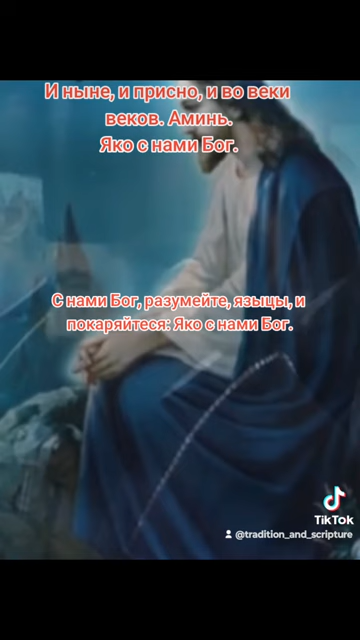 И ныне, и присно, и во веки
веков. Аминь.
Яко с нами Бог.
С нами Бог, разумейте, языцы, и
покаряйтеся: Яко с нами Бог.
TikTok
@tradition_and_scripture